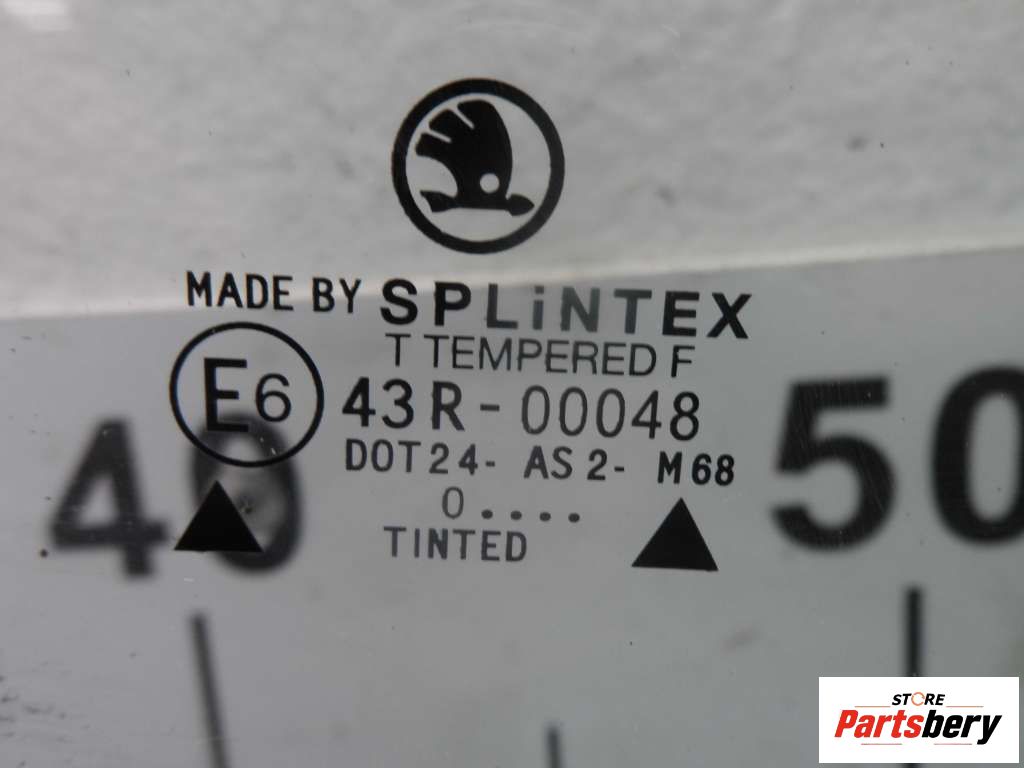 MADE BY SPLiNTEX
T TEMPERED F
E6 43R-00048
DOT24- AS2- M68
0....
TINTED
40 50
STORE
Partsbery